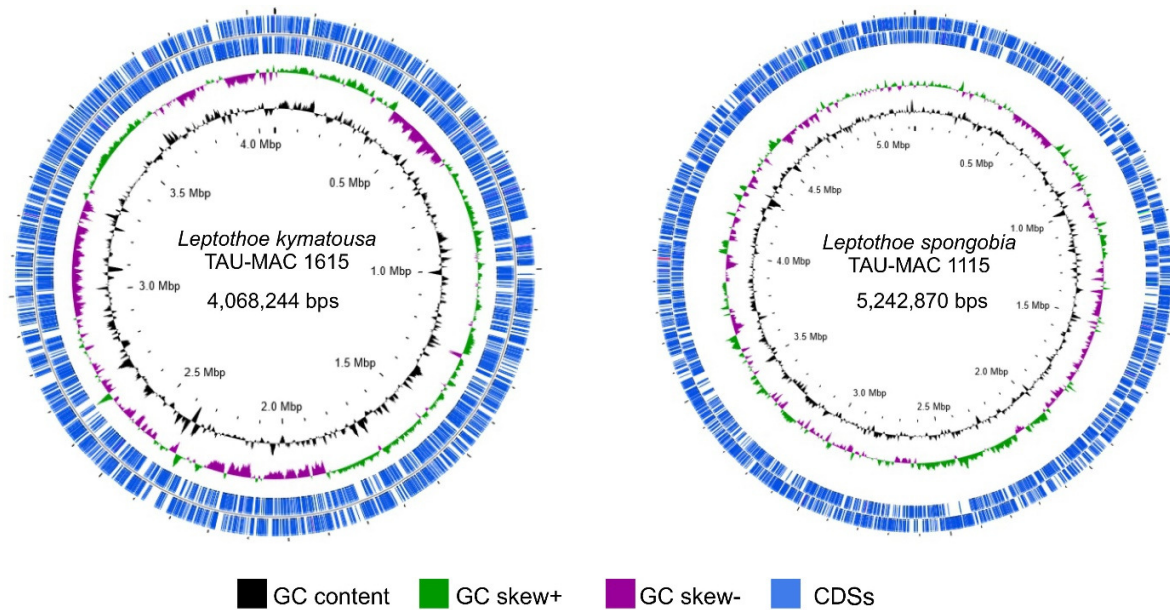 4.0 Mbp
0.5 Mbp
1.0 Mbp
1.5 Mbp
2.0 Mbp
2.5 Mbp
3.0 Mbp
3.5 Mbp
Leptothoe kymatousa
TAU-MAC 1615
4,068,244 bps
5.0 Mbp
0.5 Mbp
1.0 Mbp
1.5 Mbp
2.0 Mbp
2.5 Mbp
3.0 Mbp
3.5 Mbp
4.0 Mbp
4.5 Mbp
Leptothoe spongobia
TAU-MAC 1115
5,242,870 bps
GC content GC skew+ GC skew- CDSs